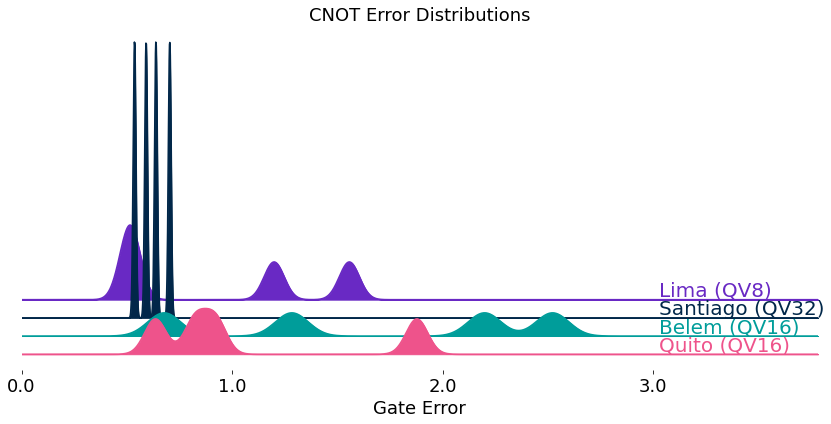 CNOT Error Distributions
Lima (QV8)
Santiago (QV32)
Belem (QV16)
Quito (QV16)
0.0 1.0 2.0 3.0
Gate Error